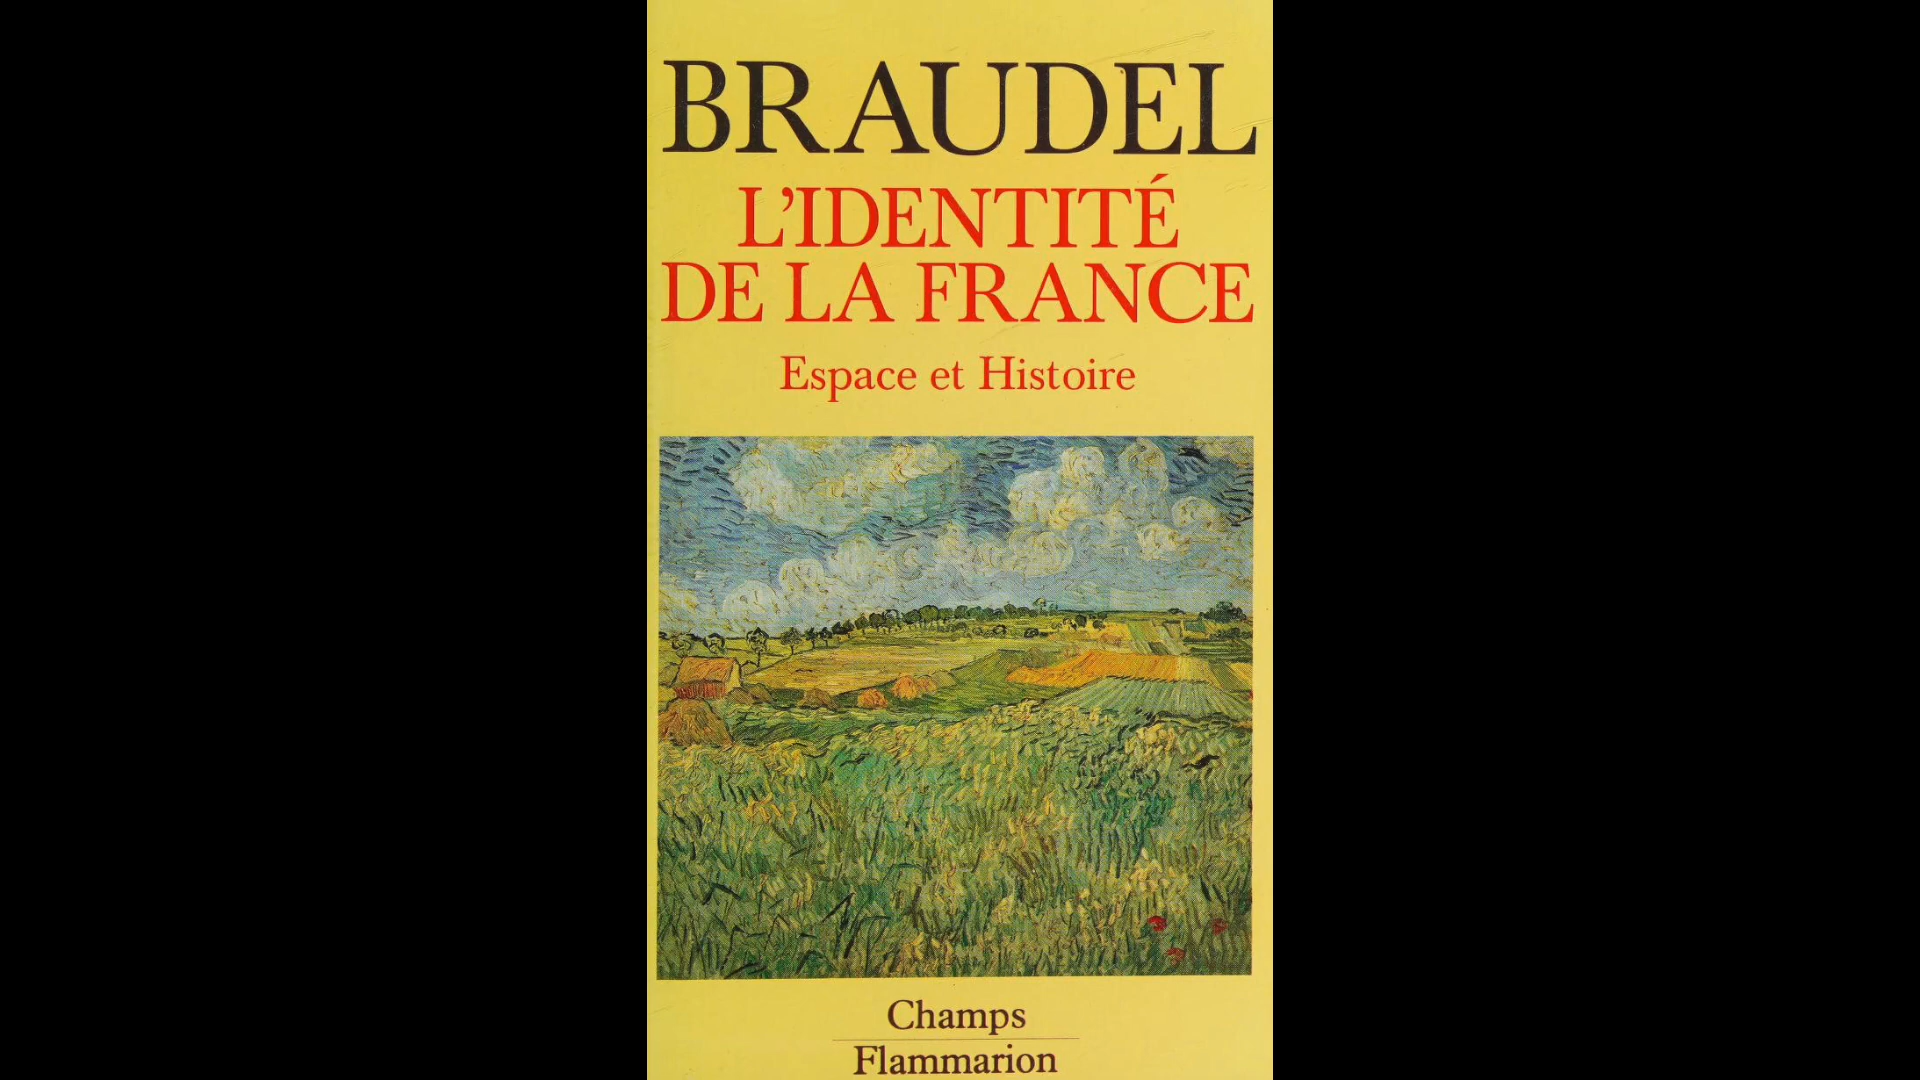 BRAUDEL
L'IDENTITÉ
DE LA FRANCE
Espace et Histoire
Champs
Flammarion